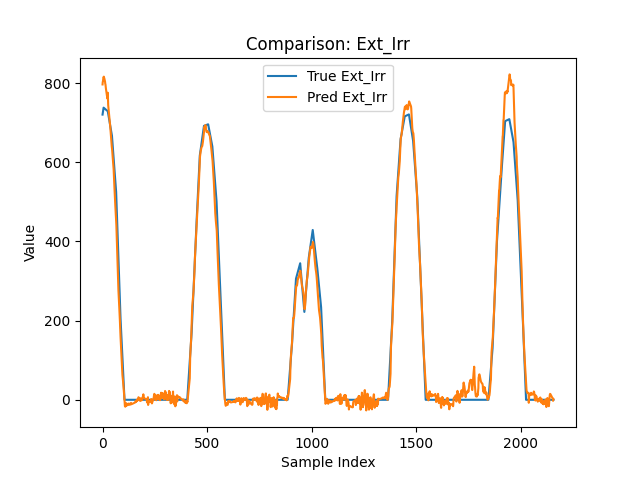 Comparison: Ext_Irr
True Ext_Irr
Pred Ext_Irr
Value
800
600
400
200
0
0
500
1000
1500
2000
Sample Index